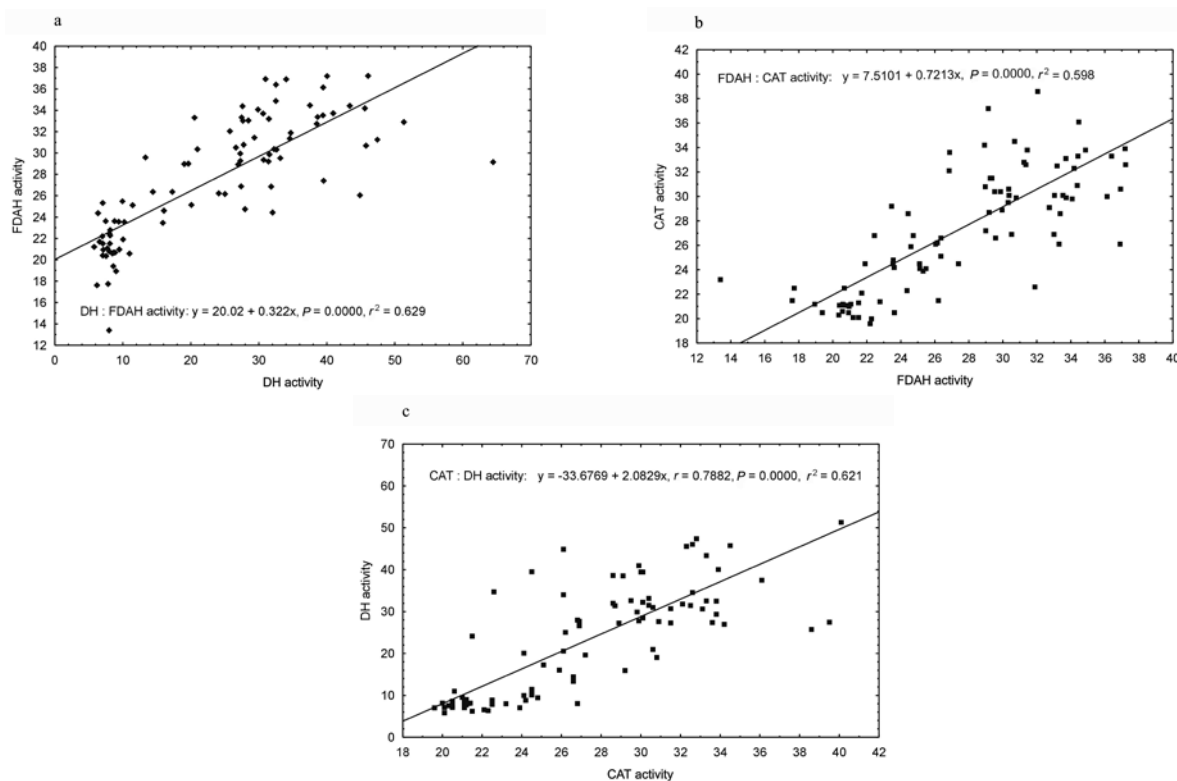 a
40
38
36
34
32
30
28
26
24
22
20
18
16
14
12
FDAH activity
DH : FDAH activity: y = 20.02 + 0.322x, P = 0.0000, r² = 0.629
0 10 20 30 40 50 60 70
DH activity
b
42
40
38
36
34
32
30
28
26
24
22
20
18
CAT activity
FDAH : CAT activity: y = 7.5101 + 0.7213x, P = 0.0000, r² = 0.598
12 14 16 18 20 22 24 26 28 30 32 34 36 38 40
FDAH activity
c
70
60
50
40
30
20
10
0
DH activity
CAT : DH activity: y = -33.6769 + 2.0829x, r = 0.7882, P = 0.0000, r² = 0.621
18 20 22 24 26 28 30 32 34 36 38 40 42
CAT activity